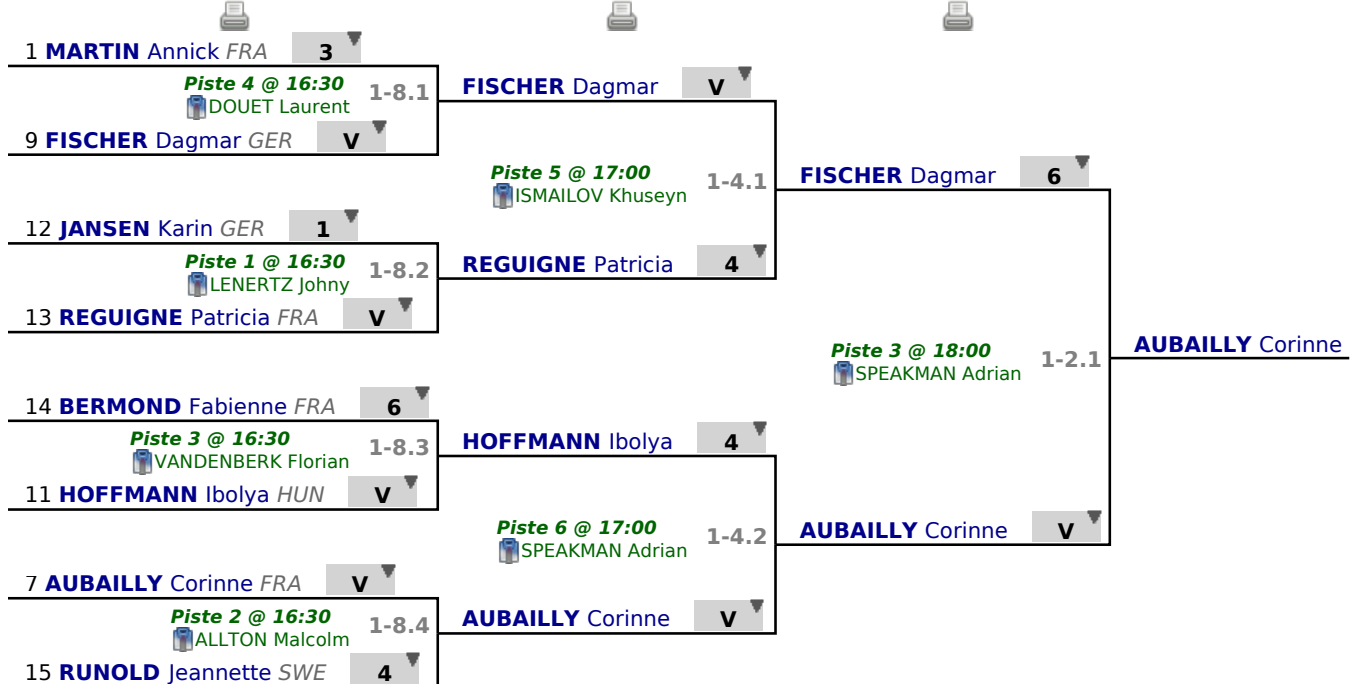 1 MARTIN Annick FRA 3
Piste 4 @ 16:30
DOUET Laurent
1-8.1
9 FISCHER Dagmar GER V
12 JANSEN Karin GER 1
Piste 1 @ 16:30
LENERTZ Johny
1-8.2
13 REGUIGNE Patricia FRA V
14 BERMOND Fabienne FRA 6
Piste 3 @ 16:30
VANDENBERK Florian
1-8.3
11 HOFFMANN Ibolya HUN V
7 AUBAILLY Corinne FRA V
Piste 2 @ 16:30
ALLTON Malcolm
1-8.4
15 RUNOLD Jeannette SWE 4
FISCHER Dagmar V
Piste 5 @ 17:00
ISMAILOV Khuseyn
1-4.1
REGUIGNE Patricia 4
HOFFMANN Ibolya 4
Piste 6 @ 17:00
SPEAKMAN Adrian
1-4.2
AUBAILLY Corinne V
FISCHER Dagmar 6
Piste 3 @ 18:00
SPEAKMAN Adrian
1-2.1
AUBAILLY Corinne V
AUBAILLY Corinne